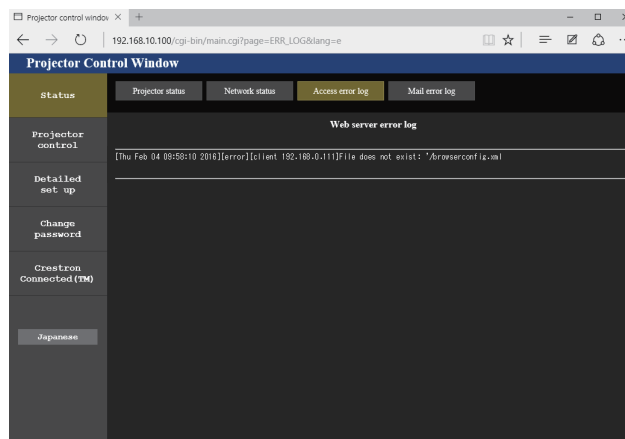 Projector control window
192.168.10.100/cgi-bin/main.cgi?page=ERR_LOG&lang=e
Projector Control Window
Status
Projector status
Network status
Access error log
Mail error log
Web server error log
[Thu Feb 04 09:58:10 2016][error][client 192.168.0.111]File does not exist: '/browserconfig.xml
Projector
control
Detailed
set up
Change
password
Crestron
Connected(TM)
Japanese